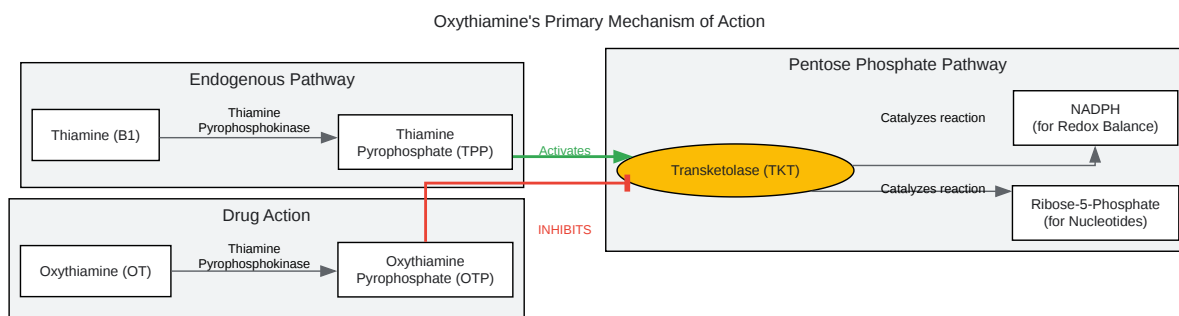 Oxythiamine's Primary Mechanism of Action
Endogenous Pathway
Thiamine (B1)
Thiamine
Pyrophosphokinase
Thiamine
Pyrophosphate (TPP)
Activates
Drug Action
Oxythiamine (OT)
Thiamine
Pyrophosphokinase
Oxythiamine
Pyrophosphate (OTP)
INHIBITS
Pentose Phosphate Pathway
Transketolase (TKT)
Catalyzes reaction
NADPH
(for Redox Balance)
Catalyzes reaction
Ribose-5-Phosphate
(for Nucleotides)